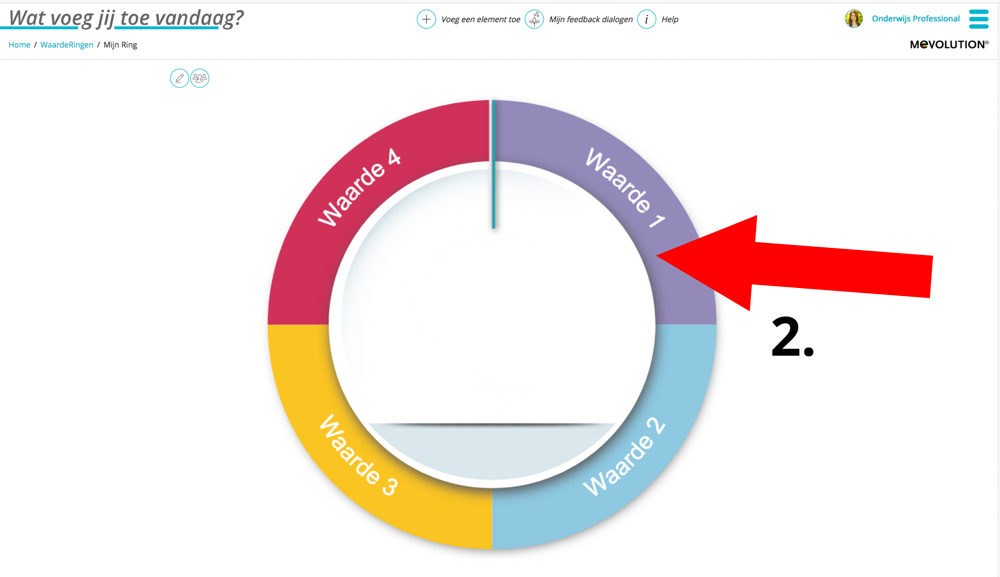 Wat voeg jij toe vandaag?
Voeg een element toe
Mijn feedback dialogen
i
Help
Onderwijs Professional
Home / WaardeRingen / Mijn Ring
MEVOLUTION®
Waarde 4
Waarde 1
2.
Waarde 3
Waarde 2